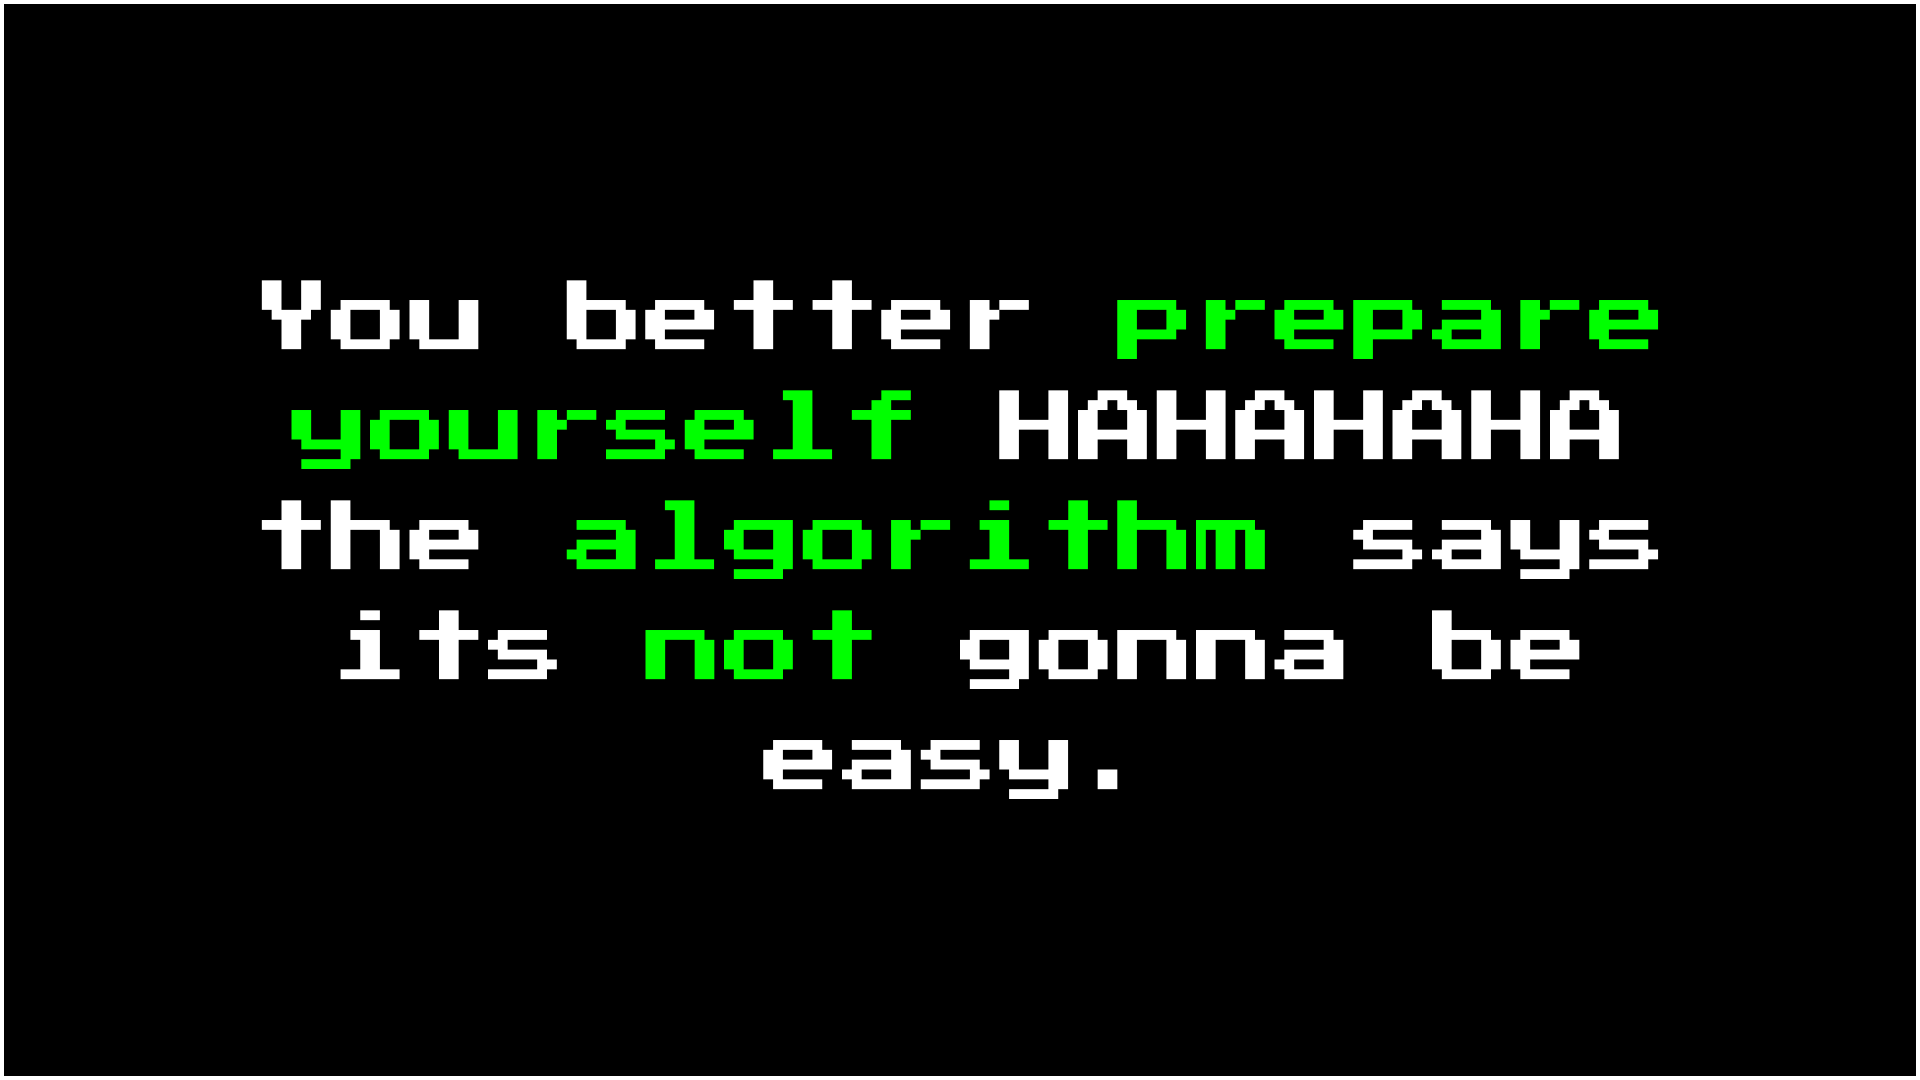 You better prepare
yourself HAHAHAHA
the algorithm says
its not gonna be
easy.